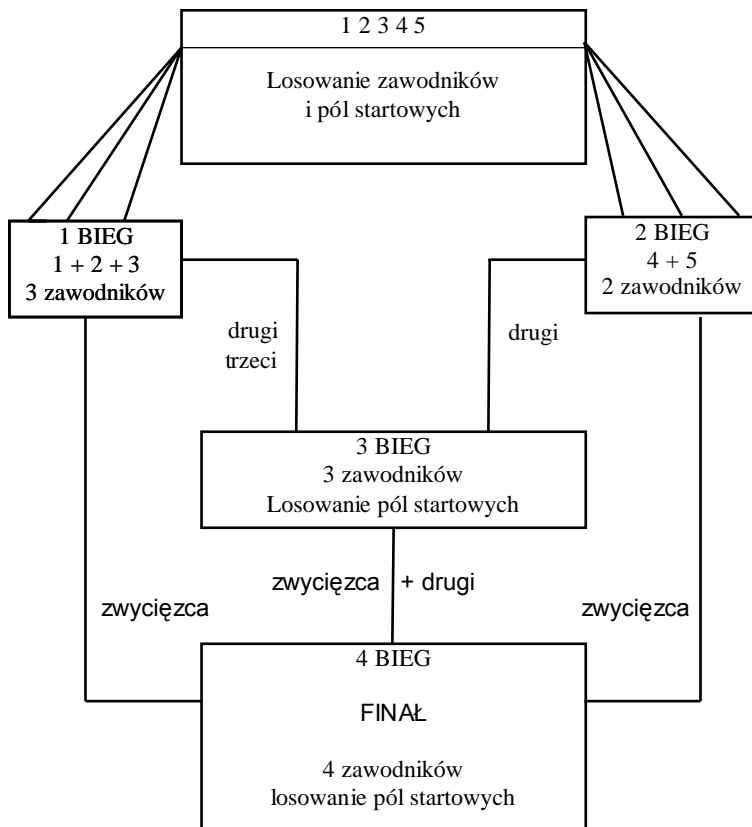 1 2 3 4 5
Losowanie zawodników
i pól startowych
1 BIEG
1 + 2 + 3
3 zawodników
2 BIEG
4 + 5
2 zawodników
drugi
trzeci
drugi
3 BIEG
3 zawodników
Losowanie pól startowych
zwycięzca + drugi
zwycięzca
zwycięzca
4 BIEG
FINAŁ
4 zawodników
losowanie pól startowych